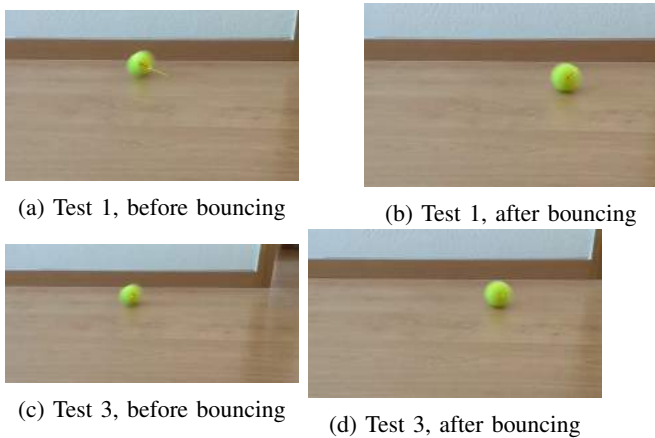 (a) Test 1, before bouncing
(b) Test 1, after bouncing
(c) Test 3, before bouncing
(d) Test 3, after bouncing